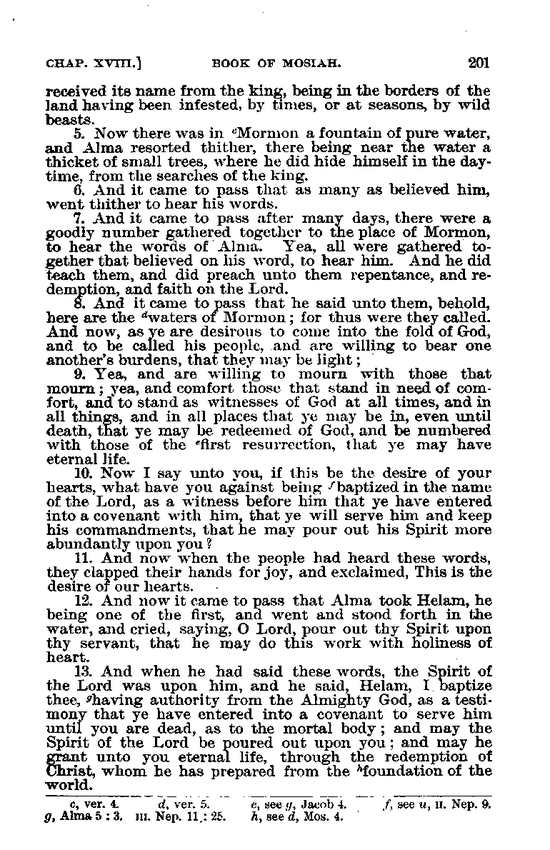 CHAP. XVIII.] BOOK OF MOSIAH. 201
received its name from the king, being in the borders of the
land having been infested, by times, or at seasons, by wild
beasts.
5. Now there was in cMormon a fountain of pure water,
and Alma resorted thither, there being near the water a
thicket of small trees, where he did hide himself in the day-
time, from the searches of the king.
6. And it came to pass that as many as believed him,
went thither to hear his words.
7. And it came to pass after many days, there were a
goodly number gathered together to the place of Mormon,
to hear the words of Alma. Yea, all were gathered to-
gether that believed on his word, to hear him. And he did
teach them, and did preach unto them repentance, and re-
demption, and faith on the Lord.
8. And it came to pass that he said unto them, behold,
here are the dwaters of Mormon; for thus were they called.
And now, as ye are desirous to come into the fold of God,
and to be called his people, and are willing to bear one
another's burdens, that they may be light;
9. Yea, and are willing to mourn with those that
mourn; yea, and comfort those that stand in need of com-
fort, and to stand as witnesses of God at all times, and in
all things, and in all places that ye may be in, even until
death, that ye may be redeemed of God, and be numbered
with those of the efirst resurrection, that ye may have
eternal life.
10. Now I say unto you, if this be the desire of your
hearts, what have you against being fbaptized in the name
of the Lord, as a witness before him that ye have entered
into a covenant with him, that ye will serve him and keep
his commandments, that he may pour out his Spirit more
abundantly upon you?
11. And now when the people had heard these words,
they clapped their hands for joy, and exclaimed, This is the
desire of our hearts.
12. And now it came to pass that Alma took Helam, he
being one of the first, and went and stood forth in the
water, and cried, saying, O Lord, pour out thy Spirit upon
thy servant, that he may do this work with holiness of
heart.
13. And when he had said these words, the Spirit of
the Lord was upon him, and he said, Helam, I baptize
thee, ghaving authority from the Almighty God, as a testi-
mony that ye have entered into a covenant to serve him
until you are dead, as to the mortal body; and may the
Spirit of the Lord be poured out upon you; and may he
grant unto you eternal life, through the redemption of
Christ, whom he has prepared from the hfoundation of the
world.
c, ver. 4. d, ver. 5. e, see y, Jacob 4. f, see u, II. Nep. 9.
g, Alma 5 : 3. III. Nep. 11 : 25. h, see d, Mos. 4.